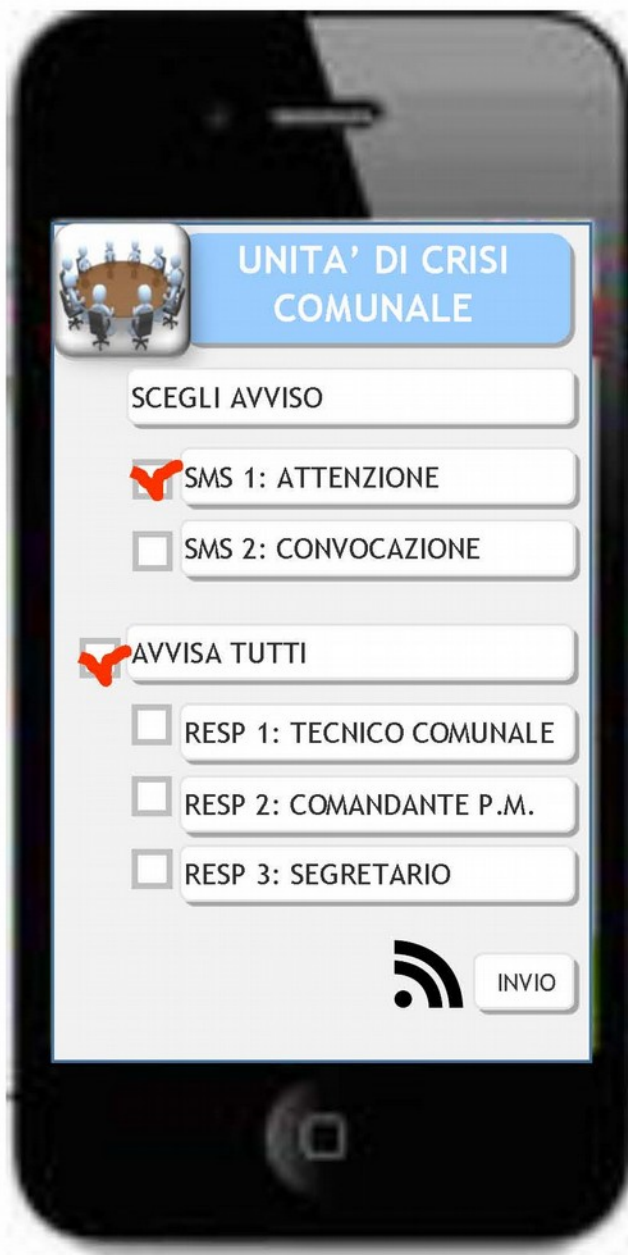 UNITA' DI CRISI
COMUNALE
SCEGLI AVVISO
SMS 1: ATTENZIONE
SMS 2: CONVOCAZIONE
AVVISA TUTTI
RESP 1: TECNICO COMUNALE
RESP 2: COMANDANTE P.M.
RESP 3: SEGRETARIO
INVIO